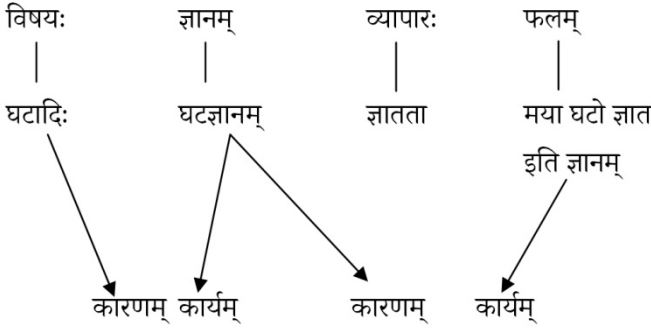 विषयः ज्ञानम् व्यापारः फलम्
घटादिः घटज्ञानम् ज्ञातता मया घटो ज्ञात
इति ज्ञानम्
कारणम् कार्यम् कारणम् कार्यम्